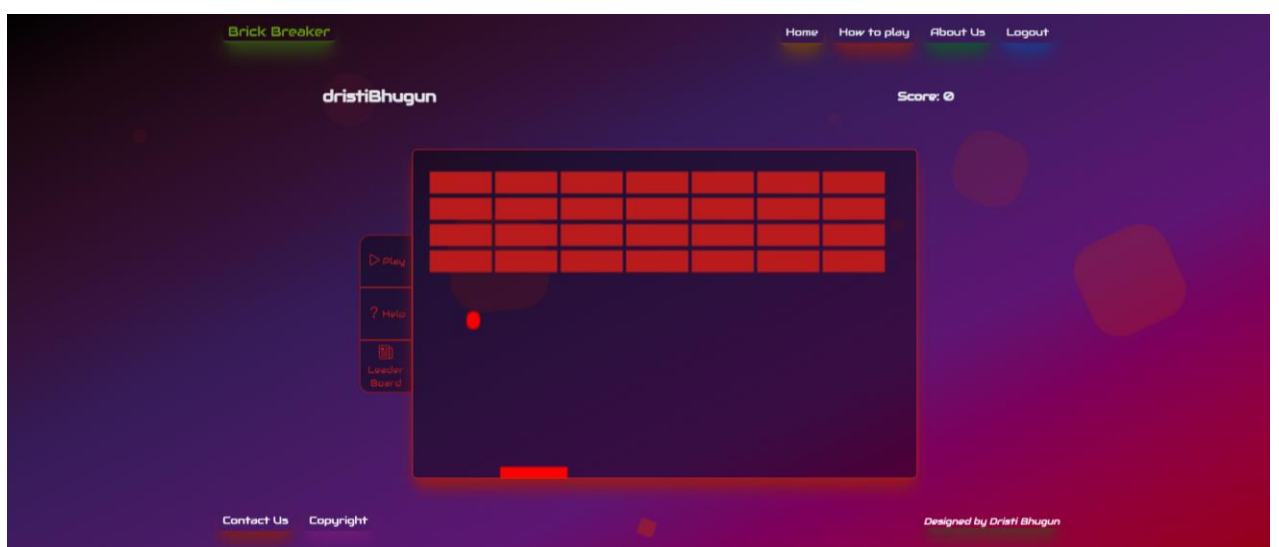 Brick Breaker
Home How to play About Us Logout
dristiBhugun
Score: 0
Play
? Help
Leader
Board
Contact Us Copyright
Designed by Dristi Bhugun